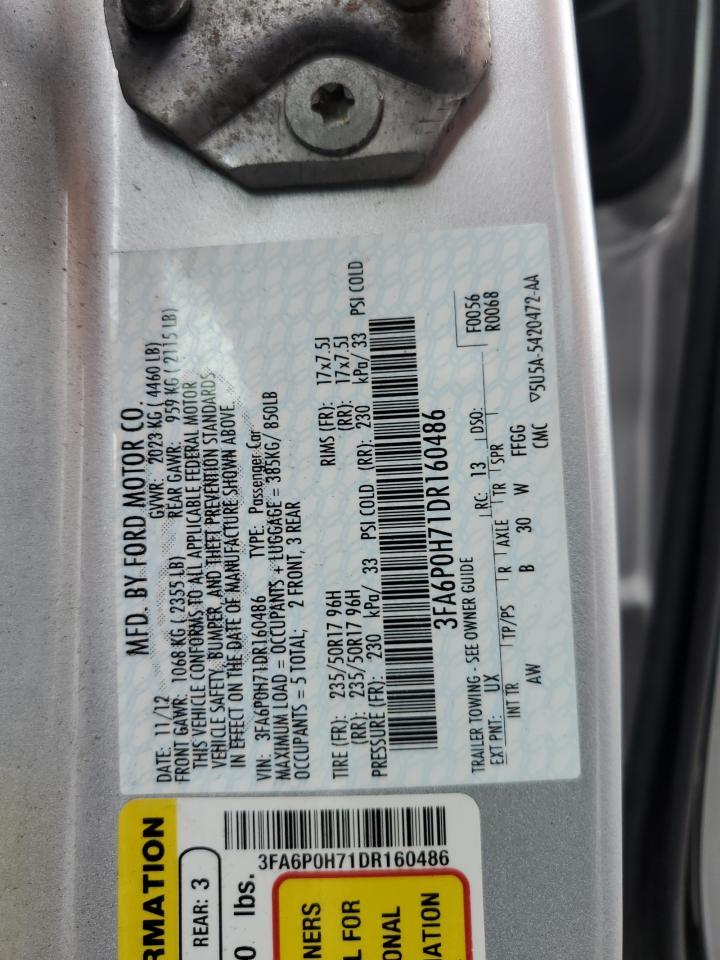 MFD. BY FORD MOTOR CO.
DATE: 11/12 GVWR: 2023 KG ( 4460 LB)
FRONT GAWR: 1068 KG ( 2355 LB) REAR GAWR: 959 KG ( 2115 LB)
THIS VEHICLE CONFORMS TO ALL APPLICABLE FEDERAL MOTOR
VEHICLE SAFETY, BUMPER, AND THEFT PREVENTION STANDARDS
IN EFFECT ON THE DATE OF MANUFACTURE SHOWN ABOVE
VIN: 3FA6P0H71DR160486 TYPE: Passenger Car
MAXIMUM LOAD = OCCUPANTS + LUGGAGE = 385KG/ 850LB
OCCUPANTS = 5 TOTAL; 2 FRONT, 3 REAR
TIRE (FR): 235/50R17 96H RIMS (FR): 17x7.5J
(RR): 235/50R17 96H (RR): 17x7.5J
PRESSURE (FR): 230 kPa/ 33 PSI COLD (RR): 230 kPa/ 33 PSI COLD
3FA6P0H71DR160486
TRAILER TOWING - SEE OWNER GUIDE F0056
EXT PNT: UX RC: 13 DSO: R0068
INT TR TP/PS R AXLE TR SPR
AW B 30 W FFGG
CMC
▽5U5A-5420472-AA
RMATION
REAR: 3
0 lbs.
3FA6P0H71DR160486
NERS
L FOR
ONAL
ATION